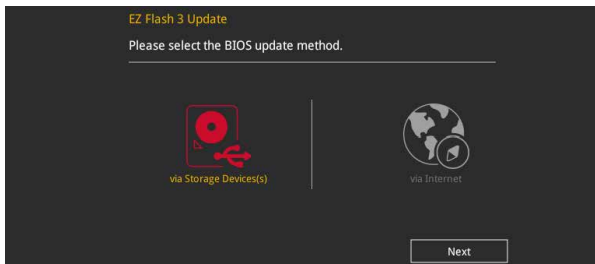 EZ Flash 3 Update
Please select the BIOS update method.
via Storage Devices(s)
via Internet
Next